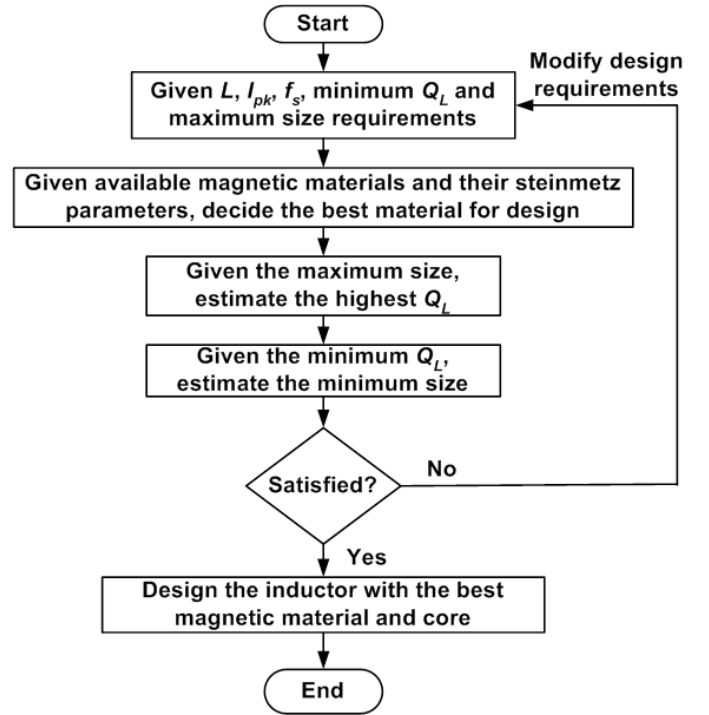 Start
Modify design
requirements
Given L, Ipk, fs, minimum QL and
maximum size requirements
Given available magnetic materials and their steinmetz
parameters, decide the best material for design
Given the maximum size,
estimate the highest QL
Given the minimum QL,
estimate the minimum size
Satisfied?
No
Yes
Design the inductor with the best
magnetic material and core
End